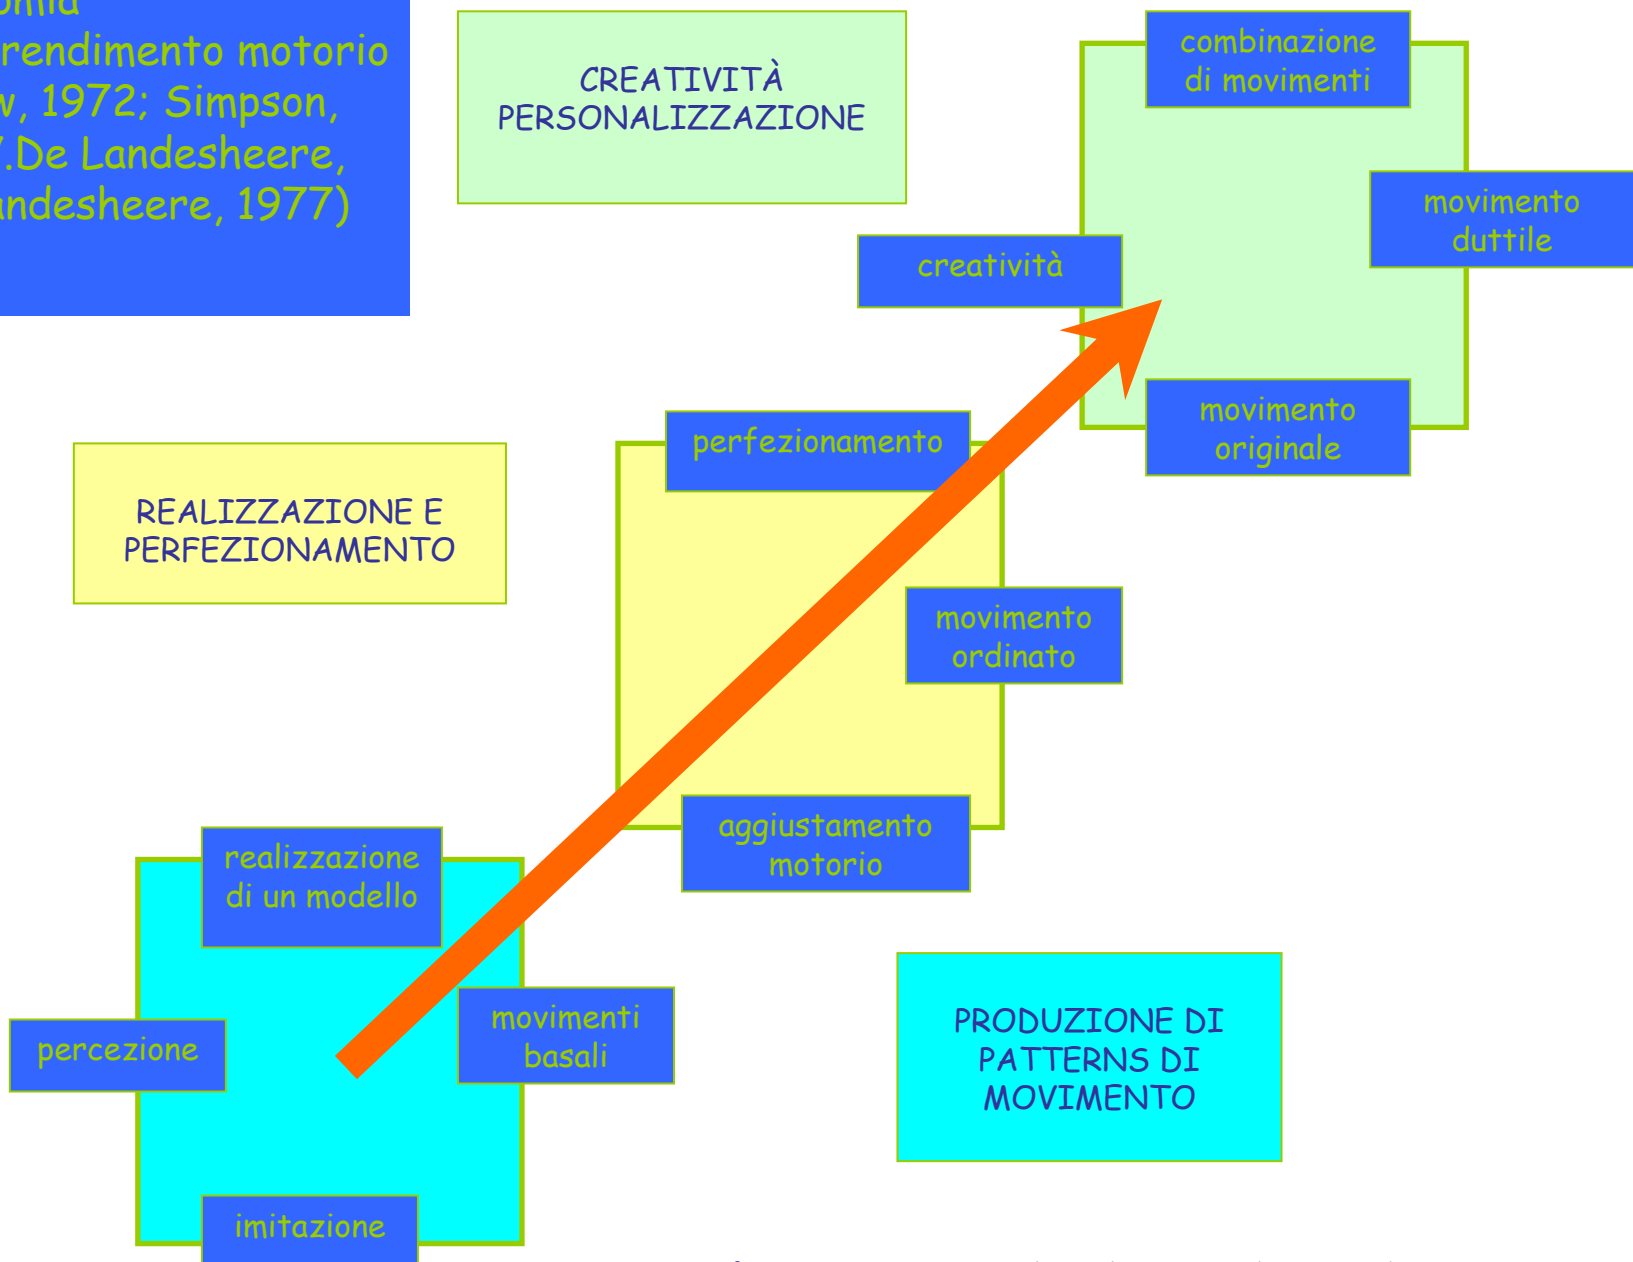 rendimento motorio
1972; Simpson,
De Landesheere,
1977)
CREATIVITÀ
PERSONALIZZAZIONE
combinazione
di movimenti
movimento
duttile
creatività
movimento
originale
perfezionamento
REALIZZAZIONE E
PERFEZIONAMENTO
movimento
ordinato
aggiustamento
motorio
realizzazione
di un modello
percezione
movimenti
basali
PRODUZIONE DI
PATTERNS DI
MOVIMENTO
imitazione